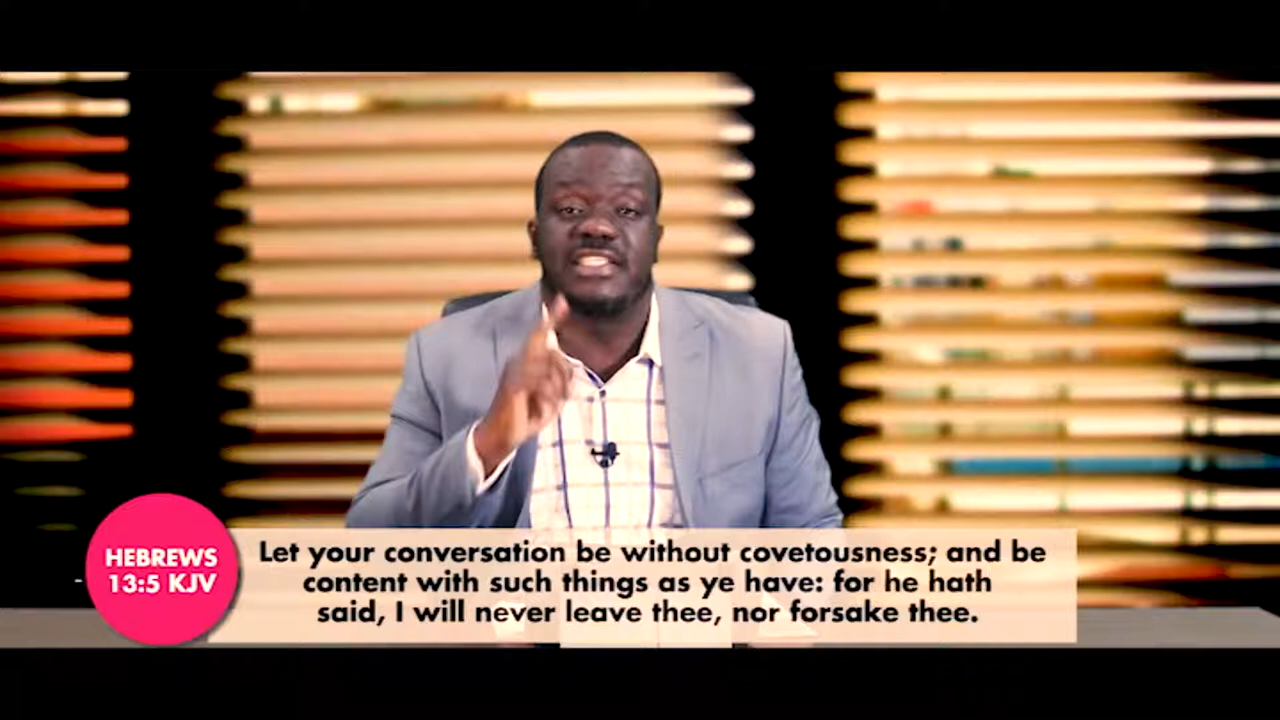 HEBREWS
13:5 KJV
Let your conversation be without covetousness; and be
content with such things as ye have: for he hath
said, I will never leave thee, nor forsake thee.